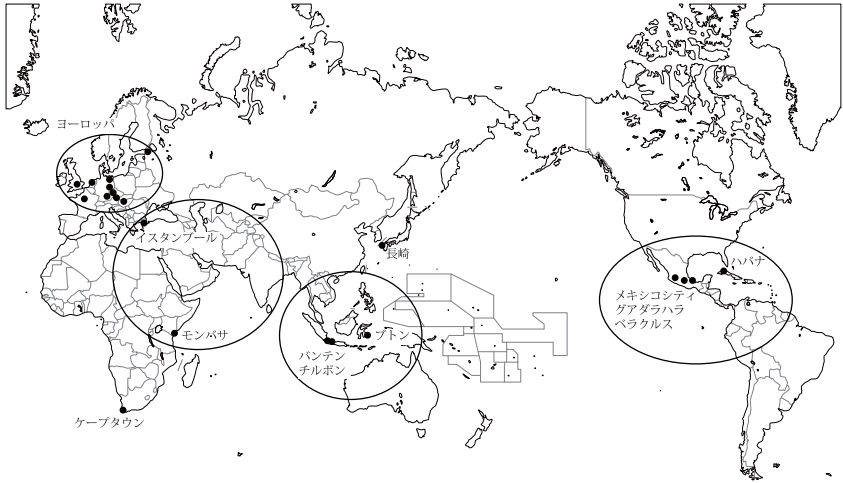 ヨーロッパ
イスタンブール
長崎
ハバナ
メキシコシティ
グアダラハラ
ベラクルス
モンバサ
ブトン
バンテン
チルボン
ケープタウン